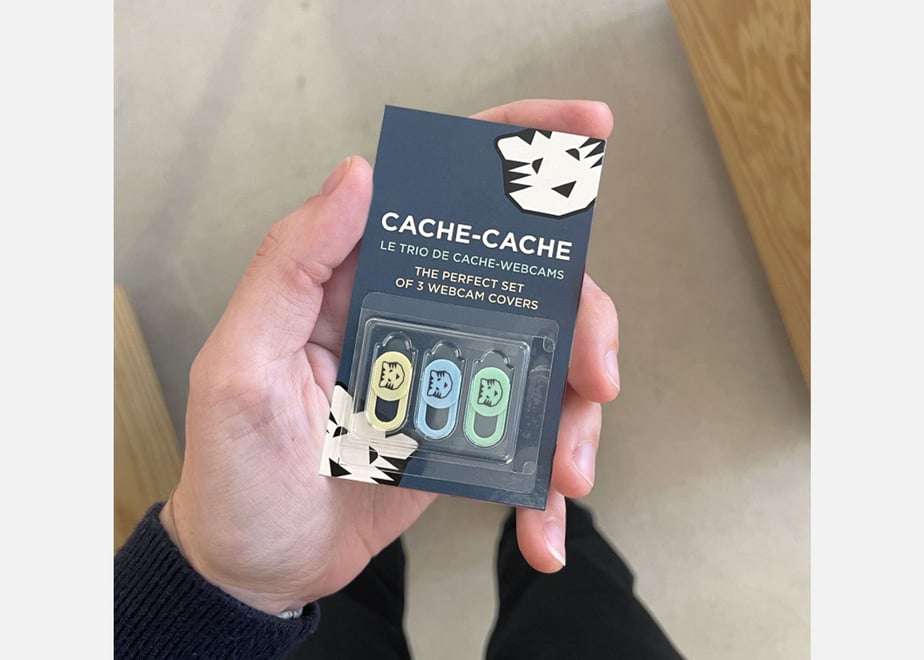 CACHE-CACHE
LE TRIO DE CACHE-WEBCAMS
THE PERFECT SET
OF 3 WEBCAM COVERS